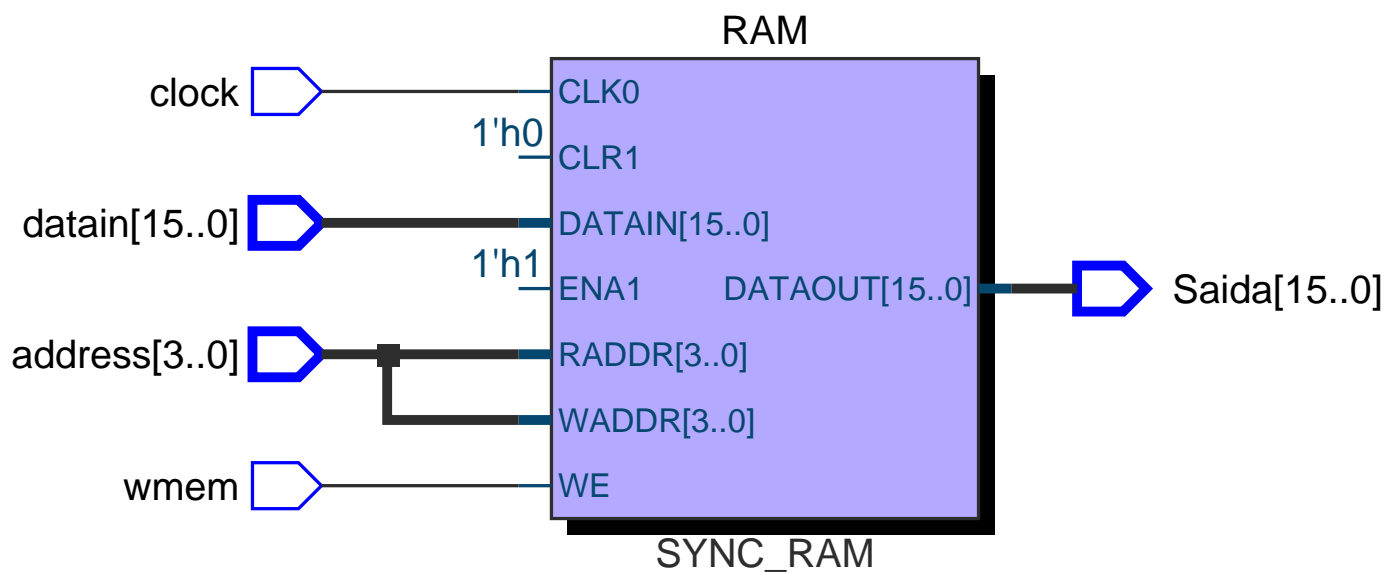 RAM
clock
CLK0
1'h0
CLR1
datain[15..0]
DATAIN[15..0]
1'h1
ENA1
DATAOUT[15..0]
Saida[15..0]
address[3..0]
RADDR[3..0]
WADDR[3..0]
wmem
WE
SYNC_RAM